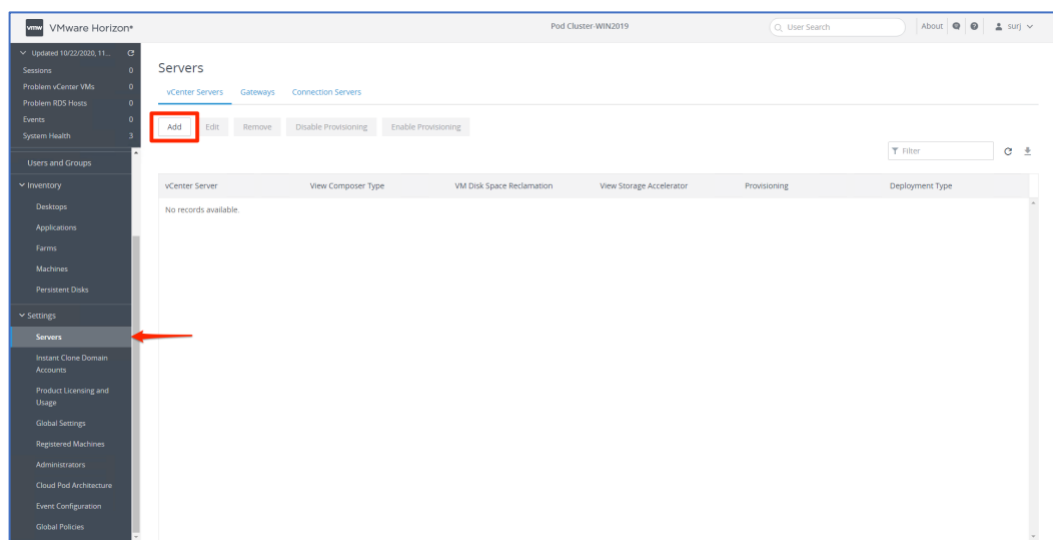 vmw VMware Horizon®
Pod Cluster-WIN2019
User Search
About
surj
Updated 10/22/2020, 11...
Sessions 0
Problem vCenter VMs 0
Problem RDS Hosts 0
Events 0
System Health 3
Users and Groups
Inventory
Desktops
Applications
Farms
Machines
Persistent Disks
Settings
Servers
Instant Clone Domain
Accounts
Product Licensing and
Usage
Global Settings
Registered Machines
Administrators
Cloud Pod Architecture
Event Configuration
Global Policies
Servers
vCenter Servers Gateways Connection Servers
Add Edit Remove Disable Provisioning Enable Provisioning
Filter
vCenter Server View Composer Type VM Disk Space Reclamation View Storage Accelerator Provisioning Deployment Type
No records available.